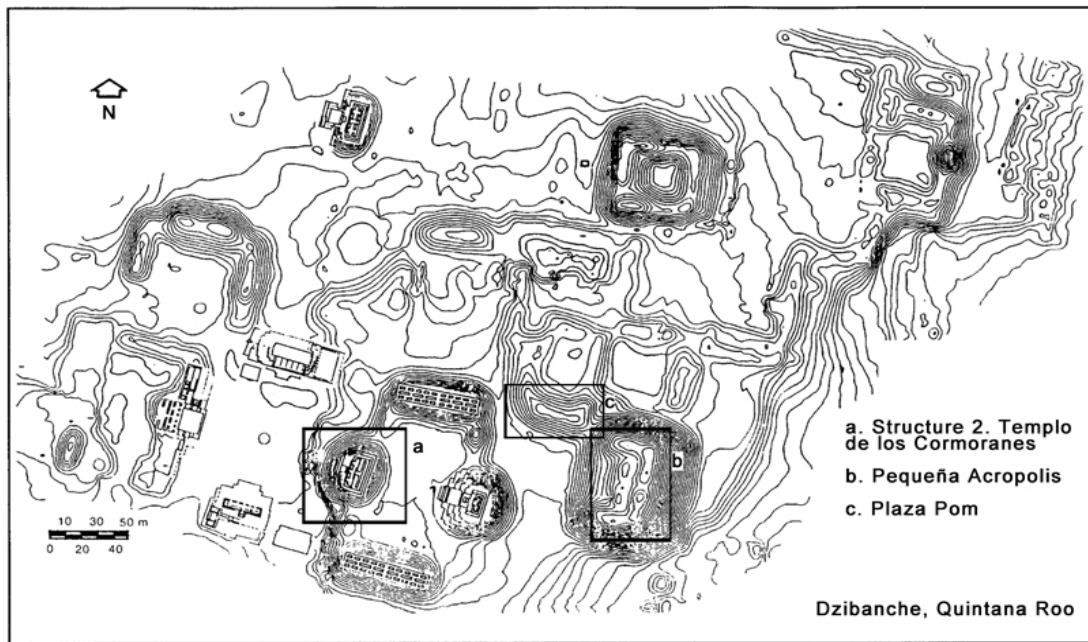 N
a
c
b
a. Structure 2. Templo
de los Cormoranes
b. Pequeña Acropolis
c. Plaza Pom
10 30 50 m
0 20 40
Dzibanche, Quintana Roo